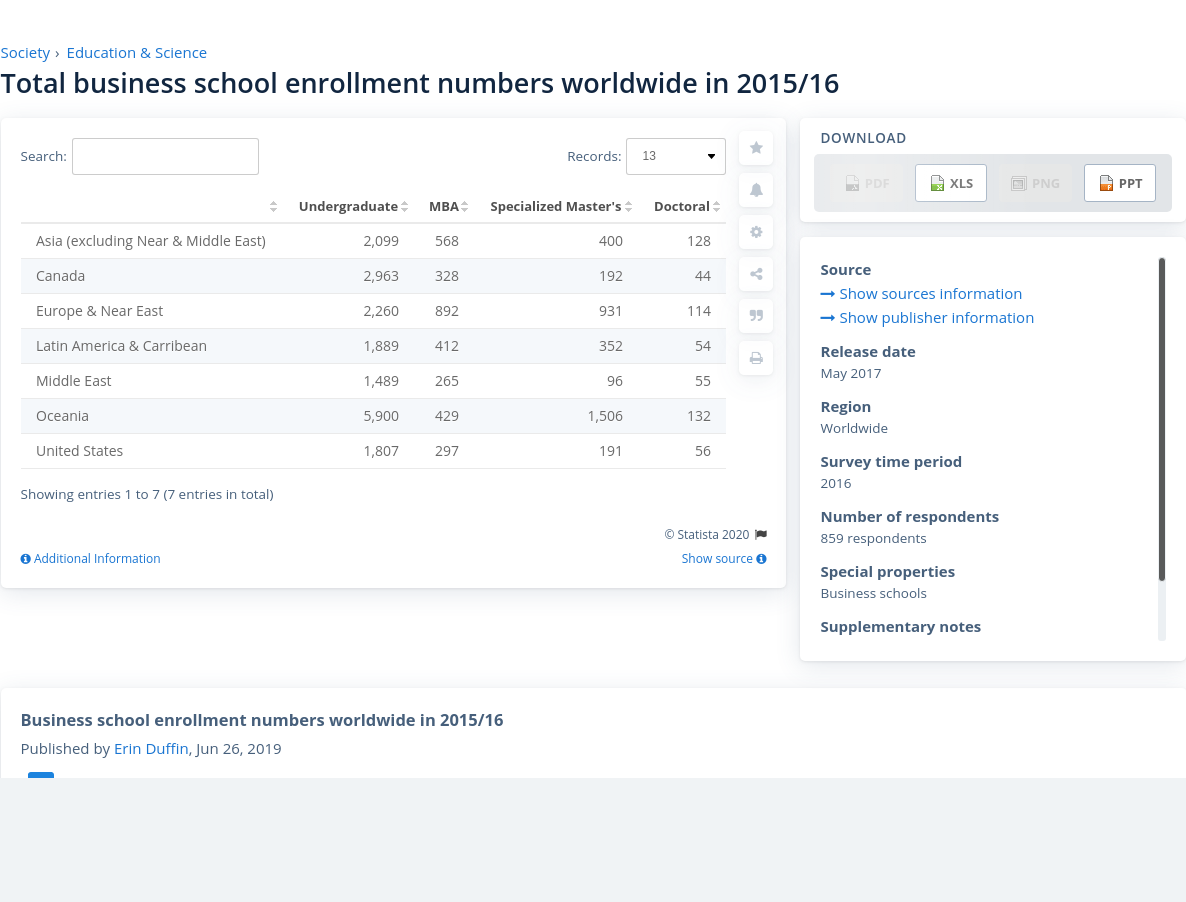 Society › Education & Science
Total business school enrollment numbers worldwide in 2015/16
Search:
Records: 13
Undergraduate MBA Specialized Master's Doctoral
Asia (excluding Near & Middle East) 2,099 568 400 128
Canada 2,963 328 192 44
Europe & Near East 2,260 892 931 114
Latin America & Carribean 1,889 412 352 54
Middle East 1,489 265 96 55
Oceania 5,900 429 1,506 132
United States 1,807 297 191 56
Showing entries 1 to 7 (7 entries in total)
© Statista 2020
Additional Information
Show source
DOWNLOAD
PDF XLS PNG PPT
Source
Show sources information
Show publisher information
Release date
May 2017
Region
Worldwide
Survey time period
2016
Number of respondents
859 respondents
Special properties
Business schools
Supplementary notes
Business school enrollment numbers worldwide in 2015/16
Published by Erin Duffin, Jun 26, 2019